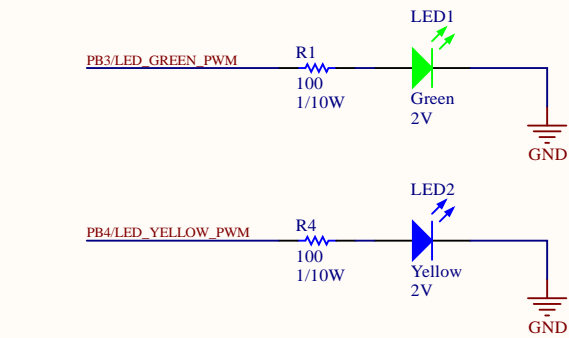 LED1
PB3/LED_GREEN_PWM
R1
100
1/10W
Green
2V
GND
LED2
PB4/LED_YELLOW_PWM
R4
100
1/10W
Yellow
2V
GND